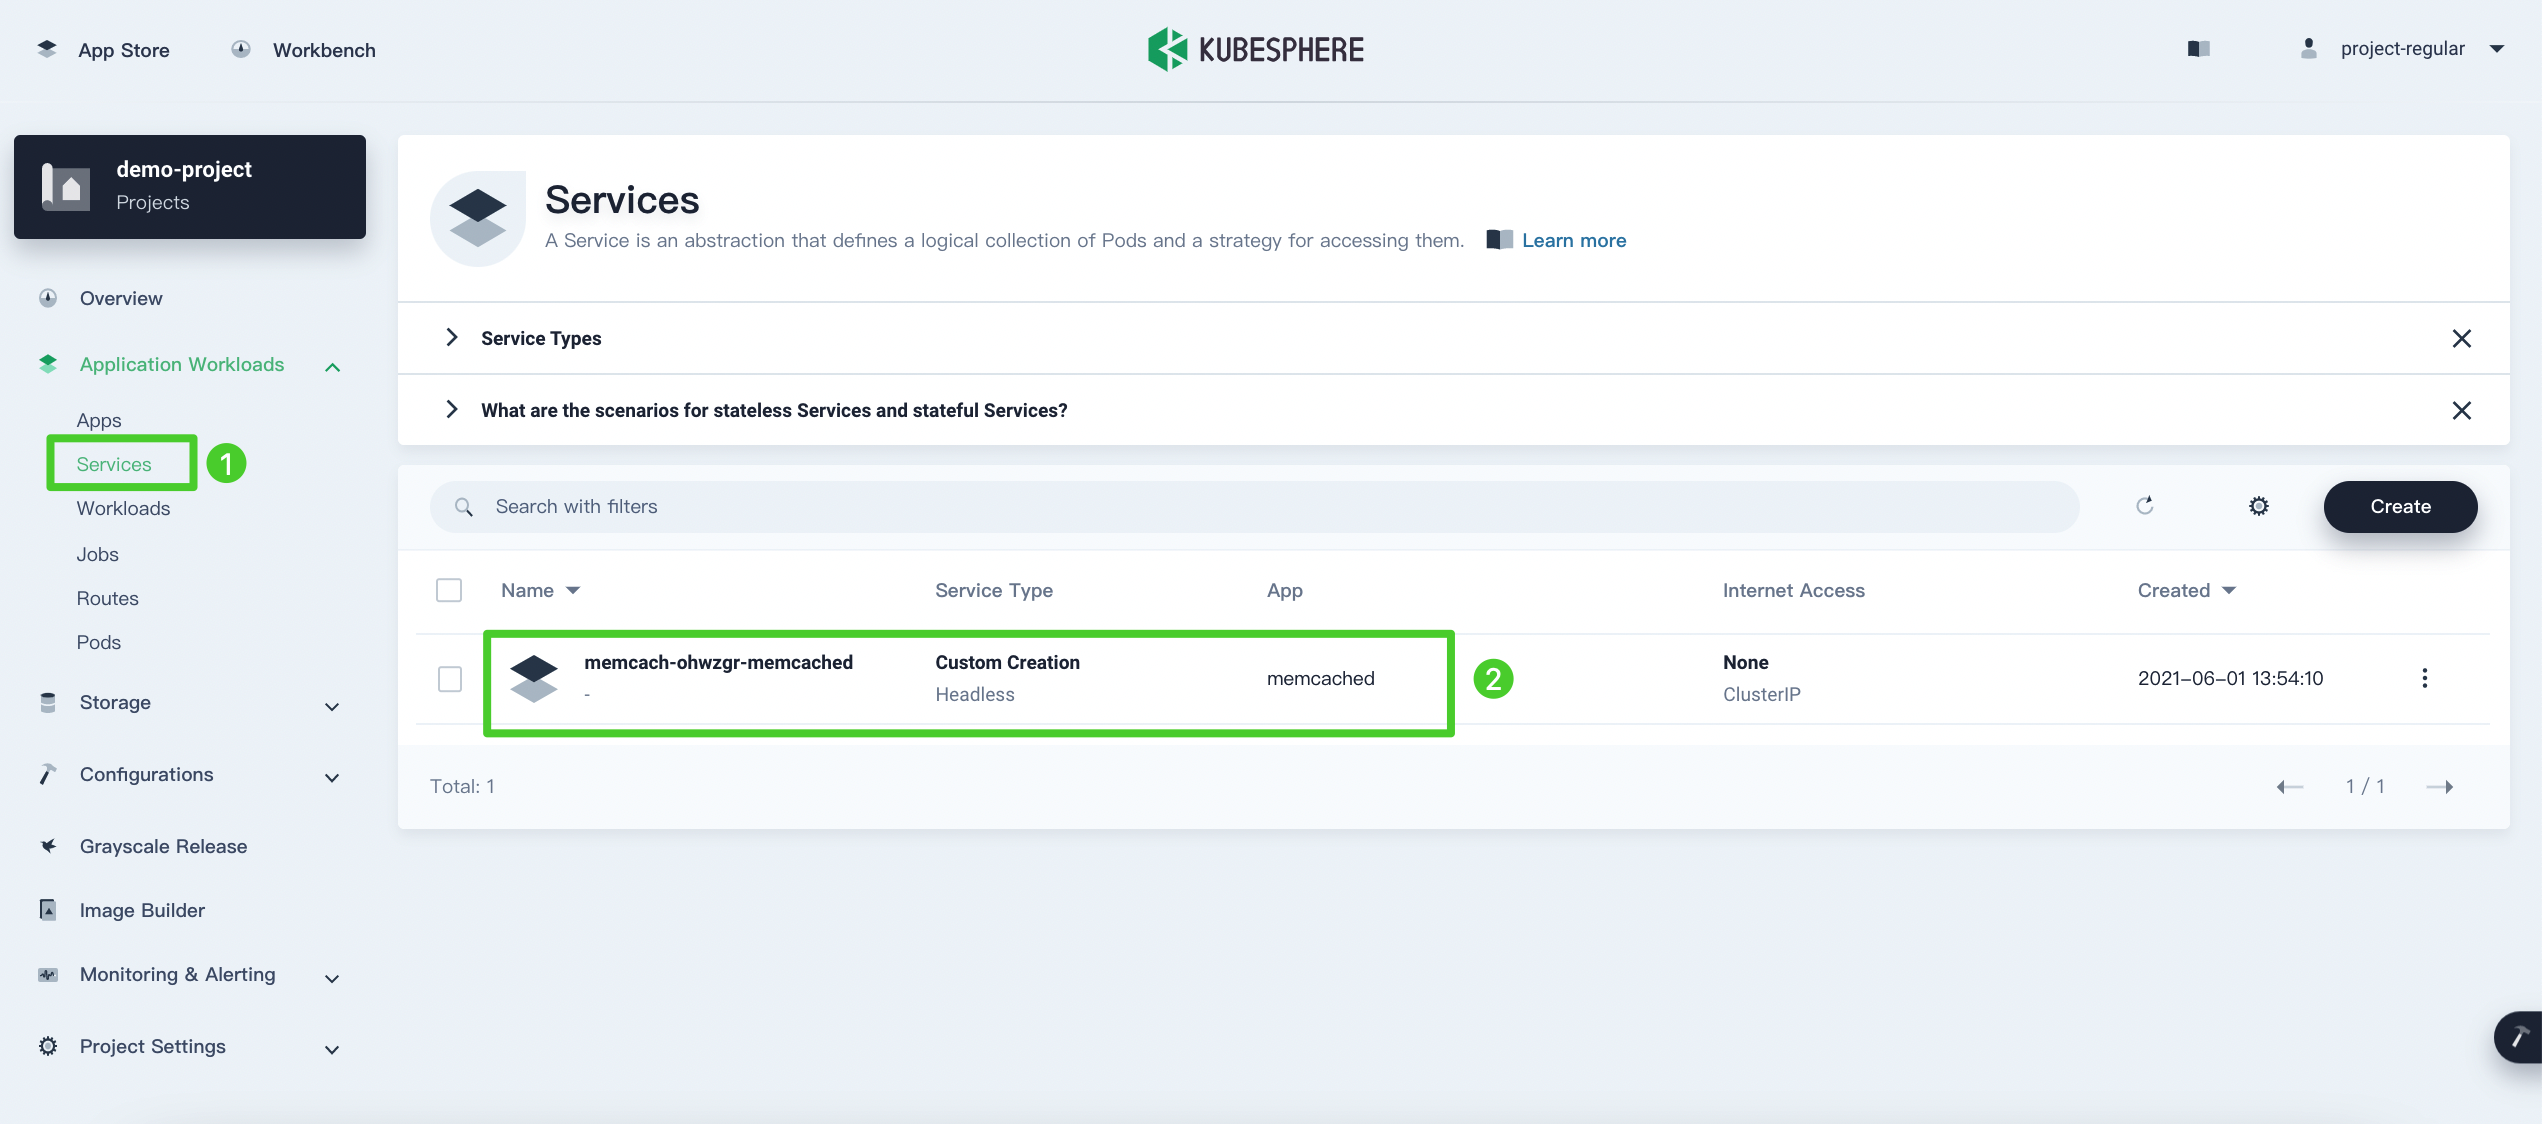 App Store
Workbench
KUBESPHERE
project-regular
demo-project
Projects
Overview
Application Workloads
Apps
Services
1
Workloads
Jobs
Routes
Pods
Storage
Configurations
Grayscale Release
Image Builder
Monitoring & Alerting
Project Settings
Services
A Service is an abstraction that defines a logical collection of Pods and a strategy for accessing them.
Learn more
Service Types
What are the scenarios for stateless Services and stateful Services?
Search with filters
Create
Name
Service Type
App
Internet Access
Created
memcach-ohwzgr-memcached
-
Custom Creation
Headless
memcached
2
None
ClusterIP
2021-06-01 13:54:10
Total: 1
1 / 1